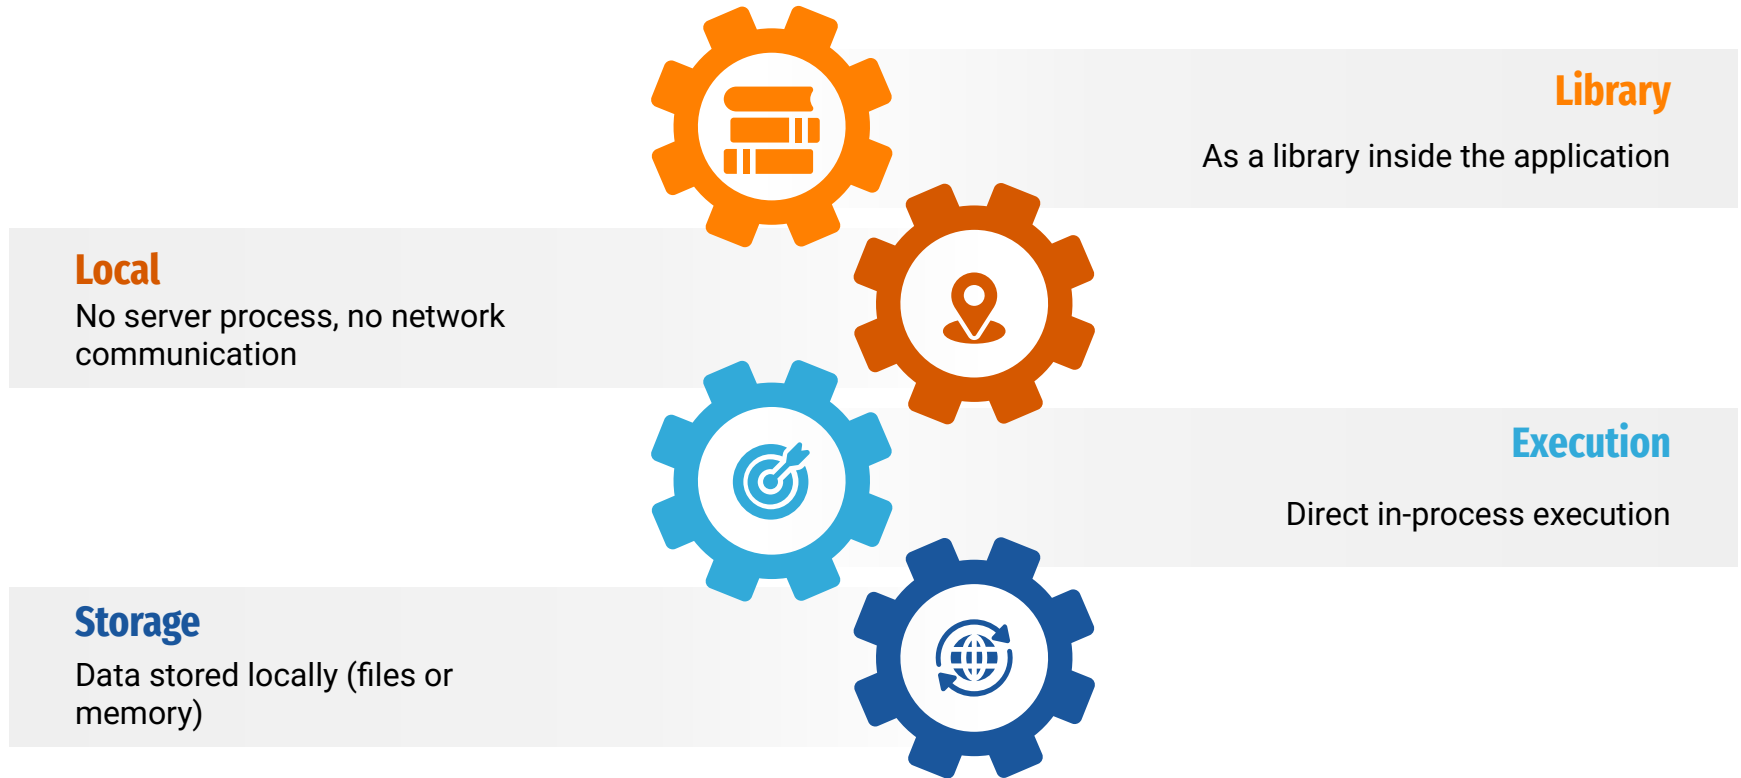 Library
As a library inside the application
Local
No server process, no network
communication
Execution
Direct in-process execution
Storage
Data stored locally (files or
memory)